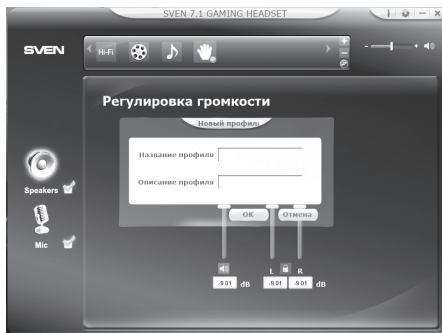 SVEN 7.1 GAMING HEADSET
SVEN
Hi-Fi
Регулировка громкости
Новый профиль
Название профиля
Описание профиля
OK
Отмена
Speakers
Mic
L R
-9.01 dB -9.01 -9.01 dB